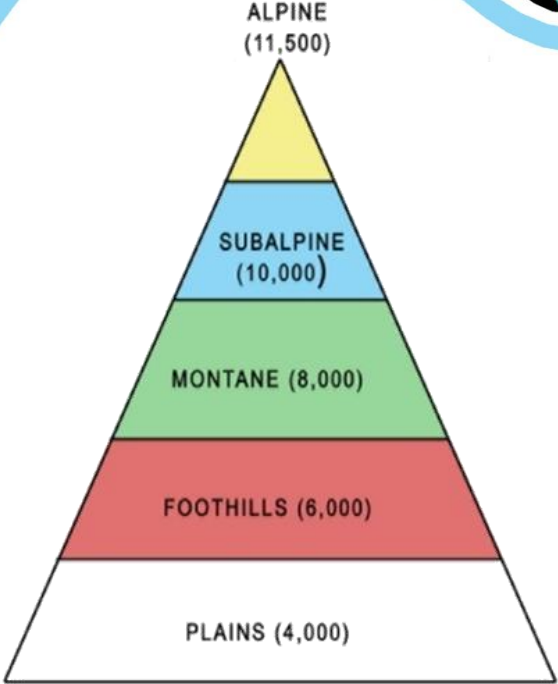 ALPINE
(11,500)
SUBALPINE
(10,000)
MONTANE (8,000)
FOOTHILLS (6,000)
PLAINS (4,000)